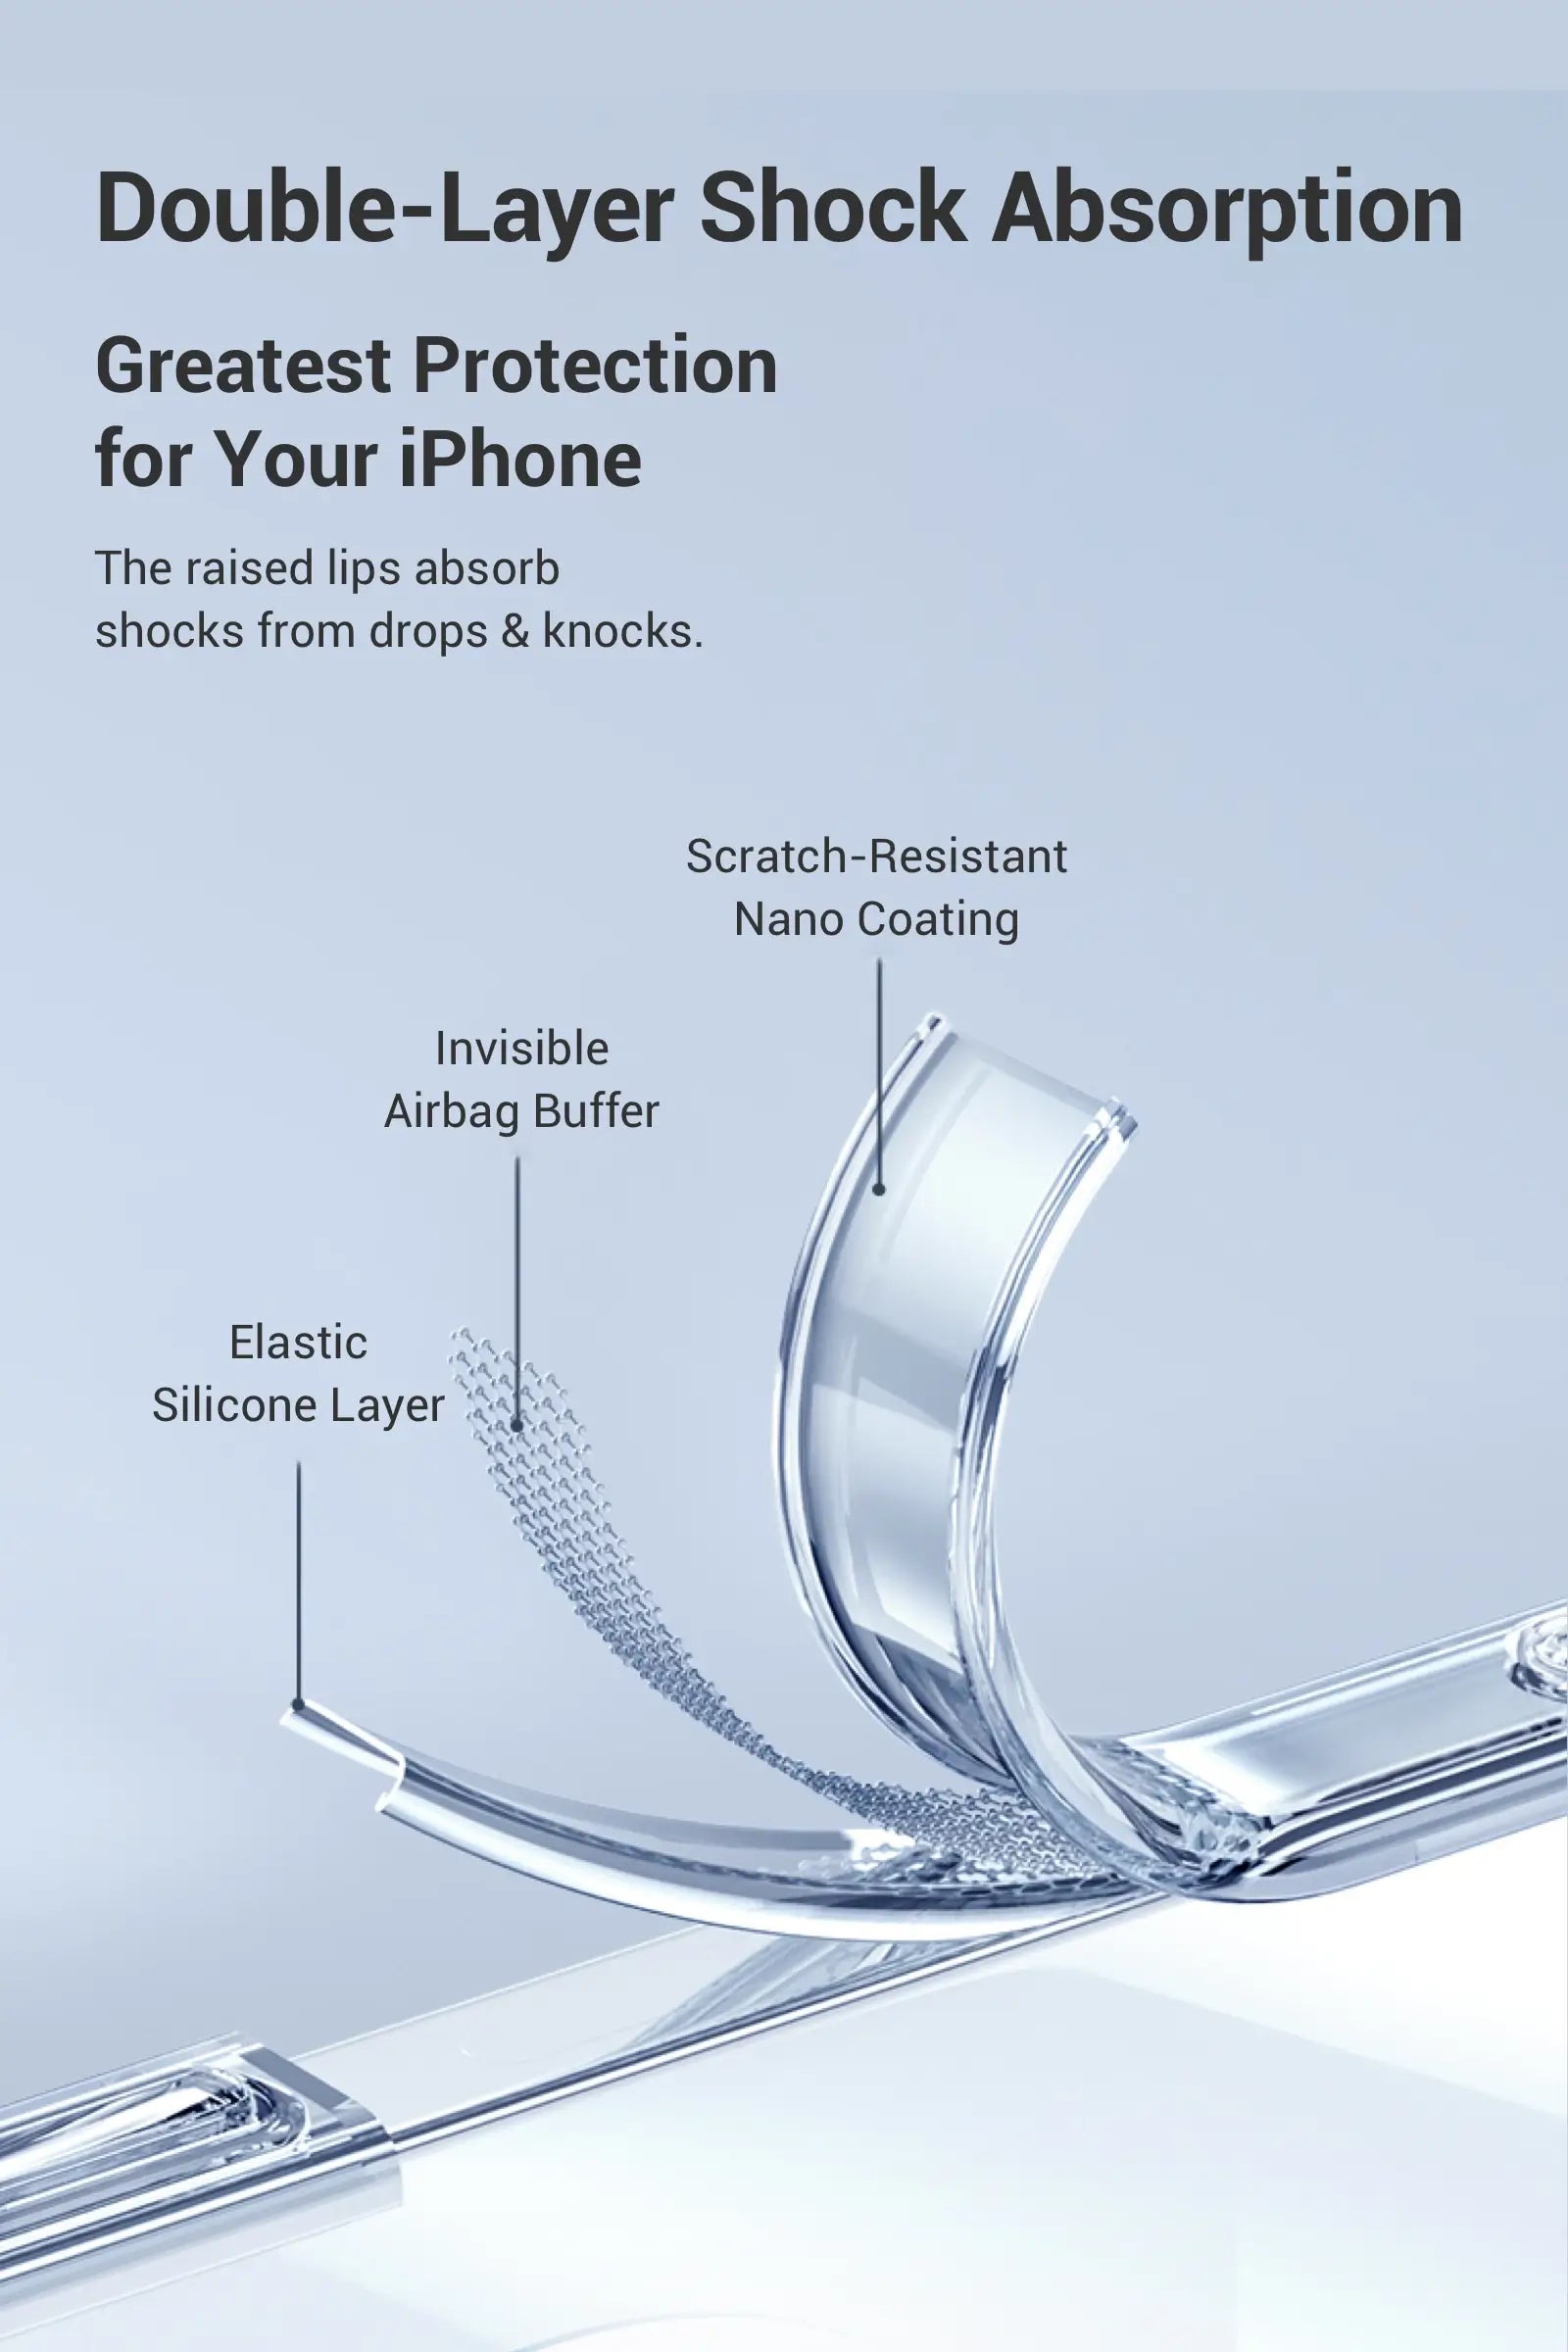 Double-Layer Shock Absorption
Greatest Protection
for Your iPhone
The raised lips absorb
shocks from drops & knocks.
Scratch-Resistant
Nano Coating
Invisible
Airbag Buffer
Elastic
Silicone Layer